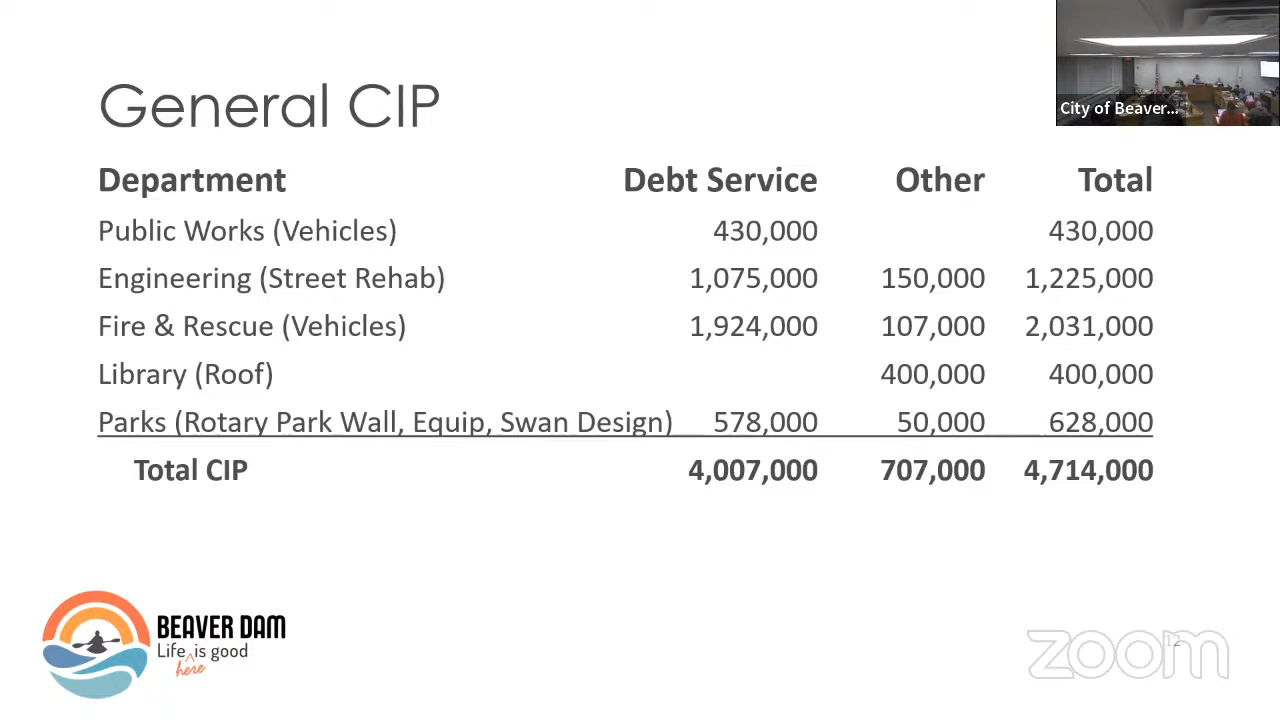 General CIP
City of Beaver...
Department Debt Service Other Total
Public Works (Vehicles) 430,000 430,000
Engineering (Street Rehab) 1,075,000 150,000 1,225,000
Fire & Rescue (Vehicles) 1,924,000 107,000 2,031,000
Library (Roof) 400,000 400,000
Parks (Rotary Park Wall, Equip, Swan Design) 578,000 50,000 628,000
Total CIP 4,007,000 707,000 4,714,000
BEAVER DAM
Life ^ is good
here
zoom
12